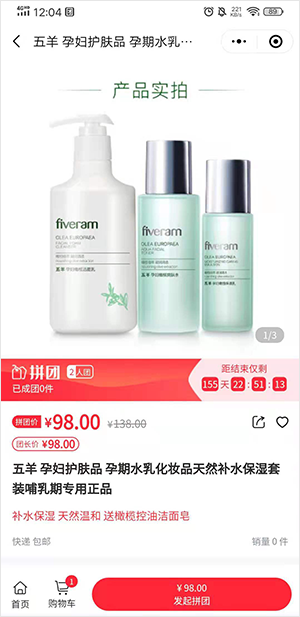 4GHD 12:04 221 KB/s 89
五羊 孕妇护肤品 孕期水乳…
产品实拍
fiveram
OLEA EUROPAEA
fiveram
OLEA EUROPAEA
fiveram
OLEA EUROPAEA
1/3
拼团 2人团
已成团0件
距结束仅剩
155 天 22 : 51 : 13
拼团价 ¥98.00 ¥138.00
团长价 ¥98.00
五羊 孕妇护肤品 孕期水乳化妆品天然补水保湿套
装哺乳期专用正品
补水保湿 天然温和 送橄榄控油洁面皂
快递 包邮 销量 0 件
首页
购物车 1
¥ 98.00
发起拼团